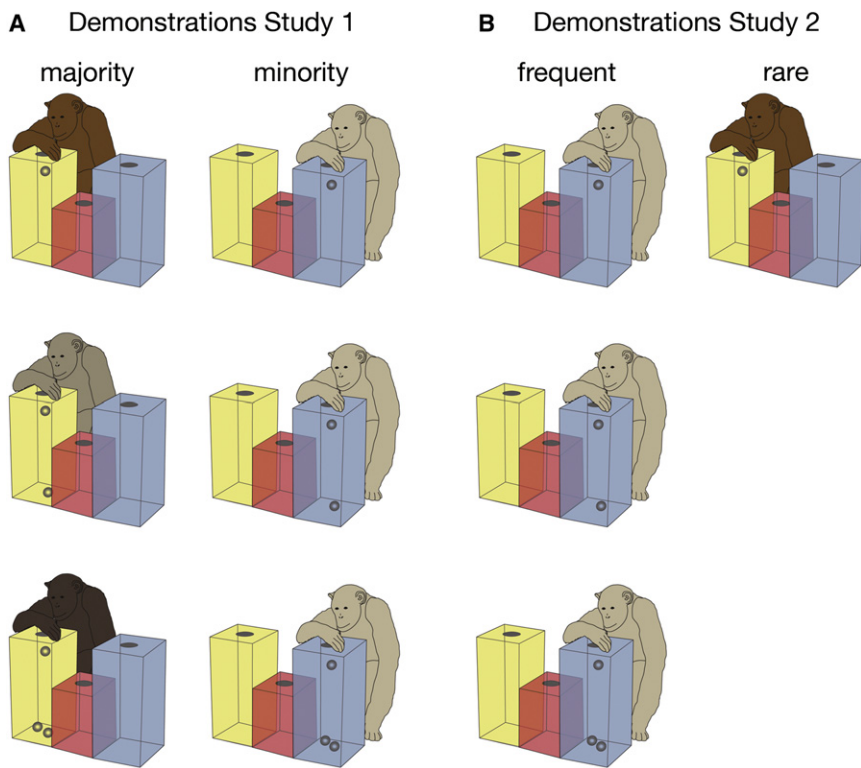 A Demonstrations Study 1
B Demonstrations Study 2
majority
minority
frequent
rare